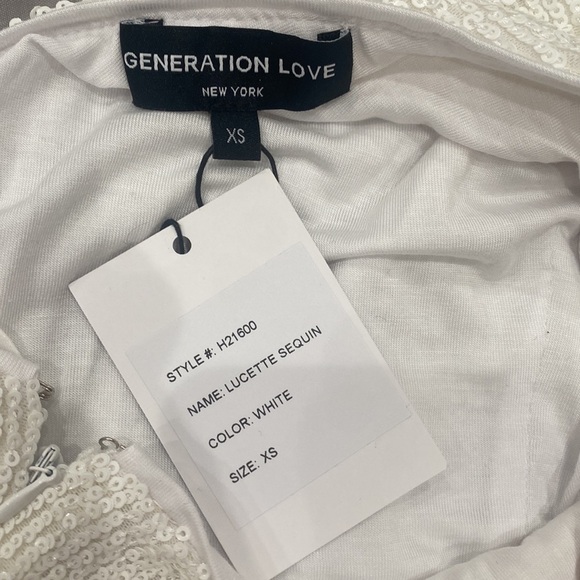 GENERATION LOVE
NEW YORK
XS
STYLE #: H21600
NAME: LUCETTE SEQUIN
COLOR: WHITE
SIZE: XS